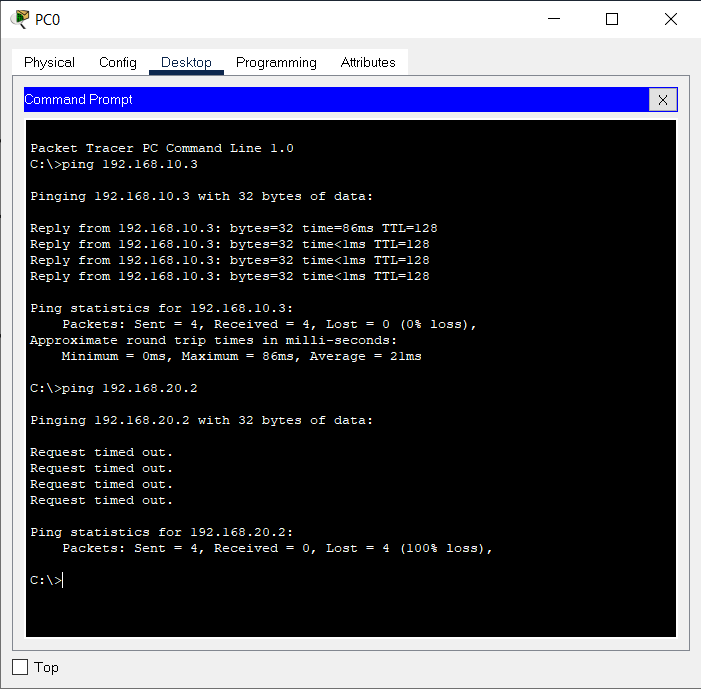 PC0
Physical Config Desktop Programming Attributes
Command Prompt
X
Packet Tracer PC Command Line 1.0
C:\>ping 192.168.10.3
Pinging 192.168.10.3 with 32 bytes of data:
Reply from 192.168.10.3: bytes=32 time=86ms TTL=128
Reply from 192.168.10.3: bytes=32 time<1ms TTL=128
Reply from 192.168.10.3: bytes=32 time<1ms TTL=128
Reply from 192.168.10.3: bytes=32 time<1ms TTL=128
Ping statistics for 192.168.10.3:
Packets: Sent = 4, Received = 4, Lost = 0 (0% loss),
Approximate round trip times in milli-seconds:
Minimum = 0ms, Maximum = 86ms, Average = 21ms
C:\>ping 192.168.20.2
Pinging 192.168.20.2 with 32 bytes of data:
Request timed out.
Request timed out.
Request timed out.
Request timed out.
Ping statistics for 192.168.20.2:
Packets: Sent = 4, Received = 0, Lost = 4 (100% loss),
C:\>
Top